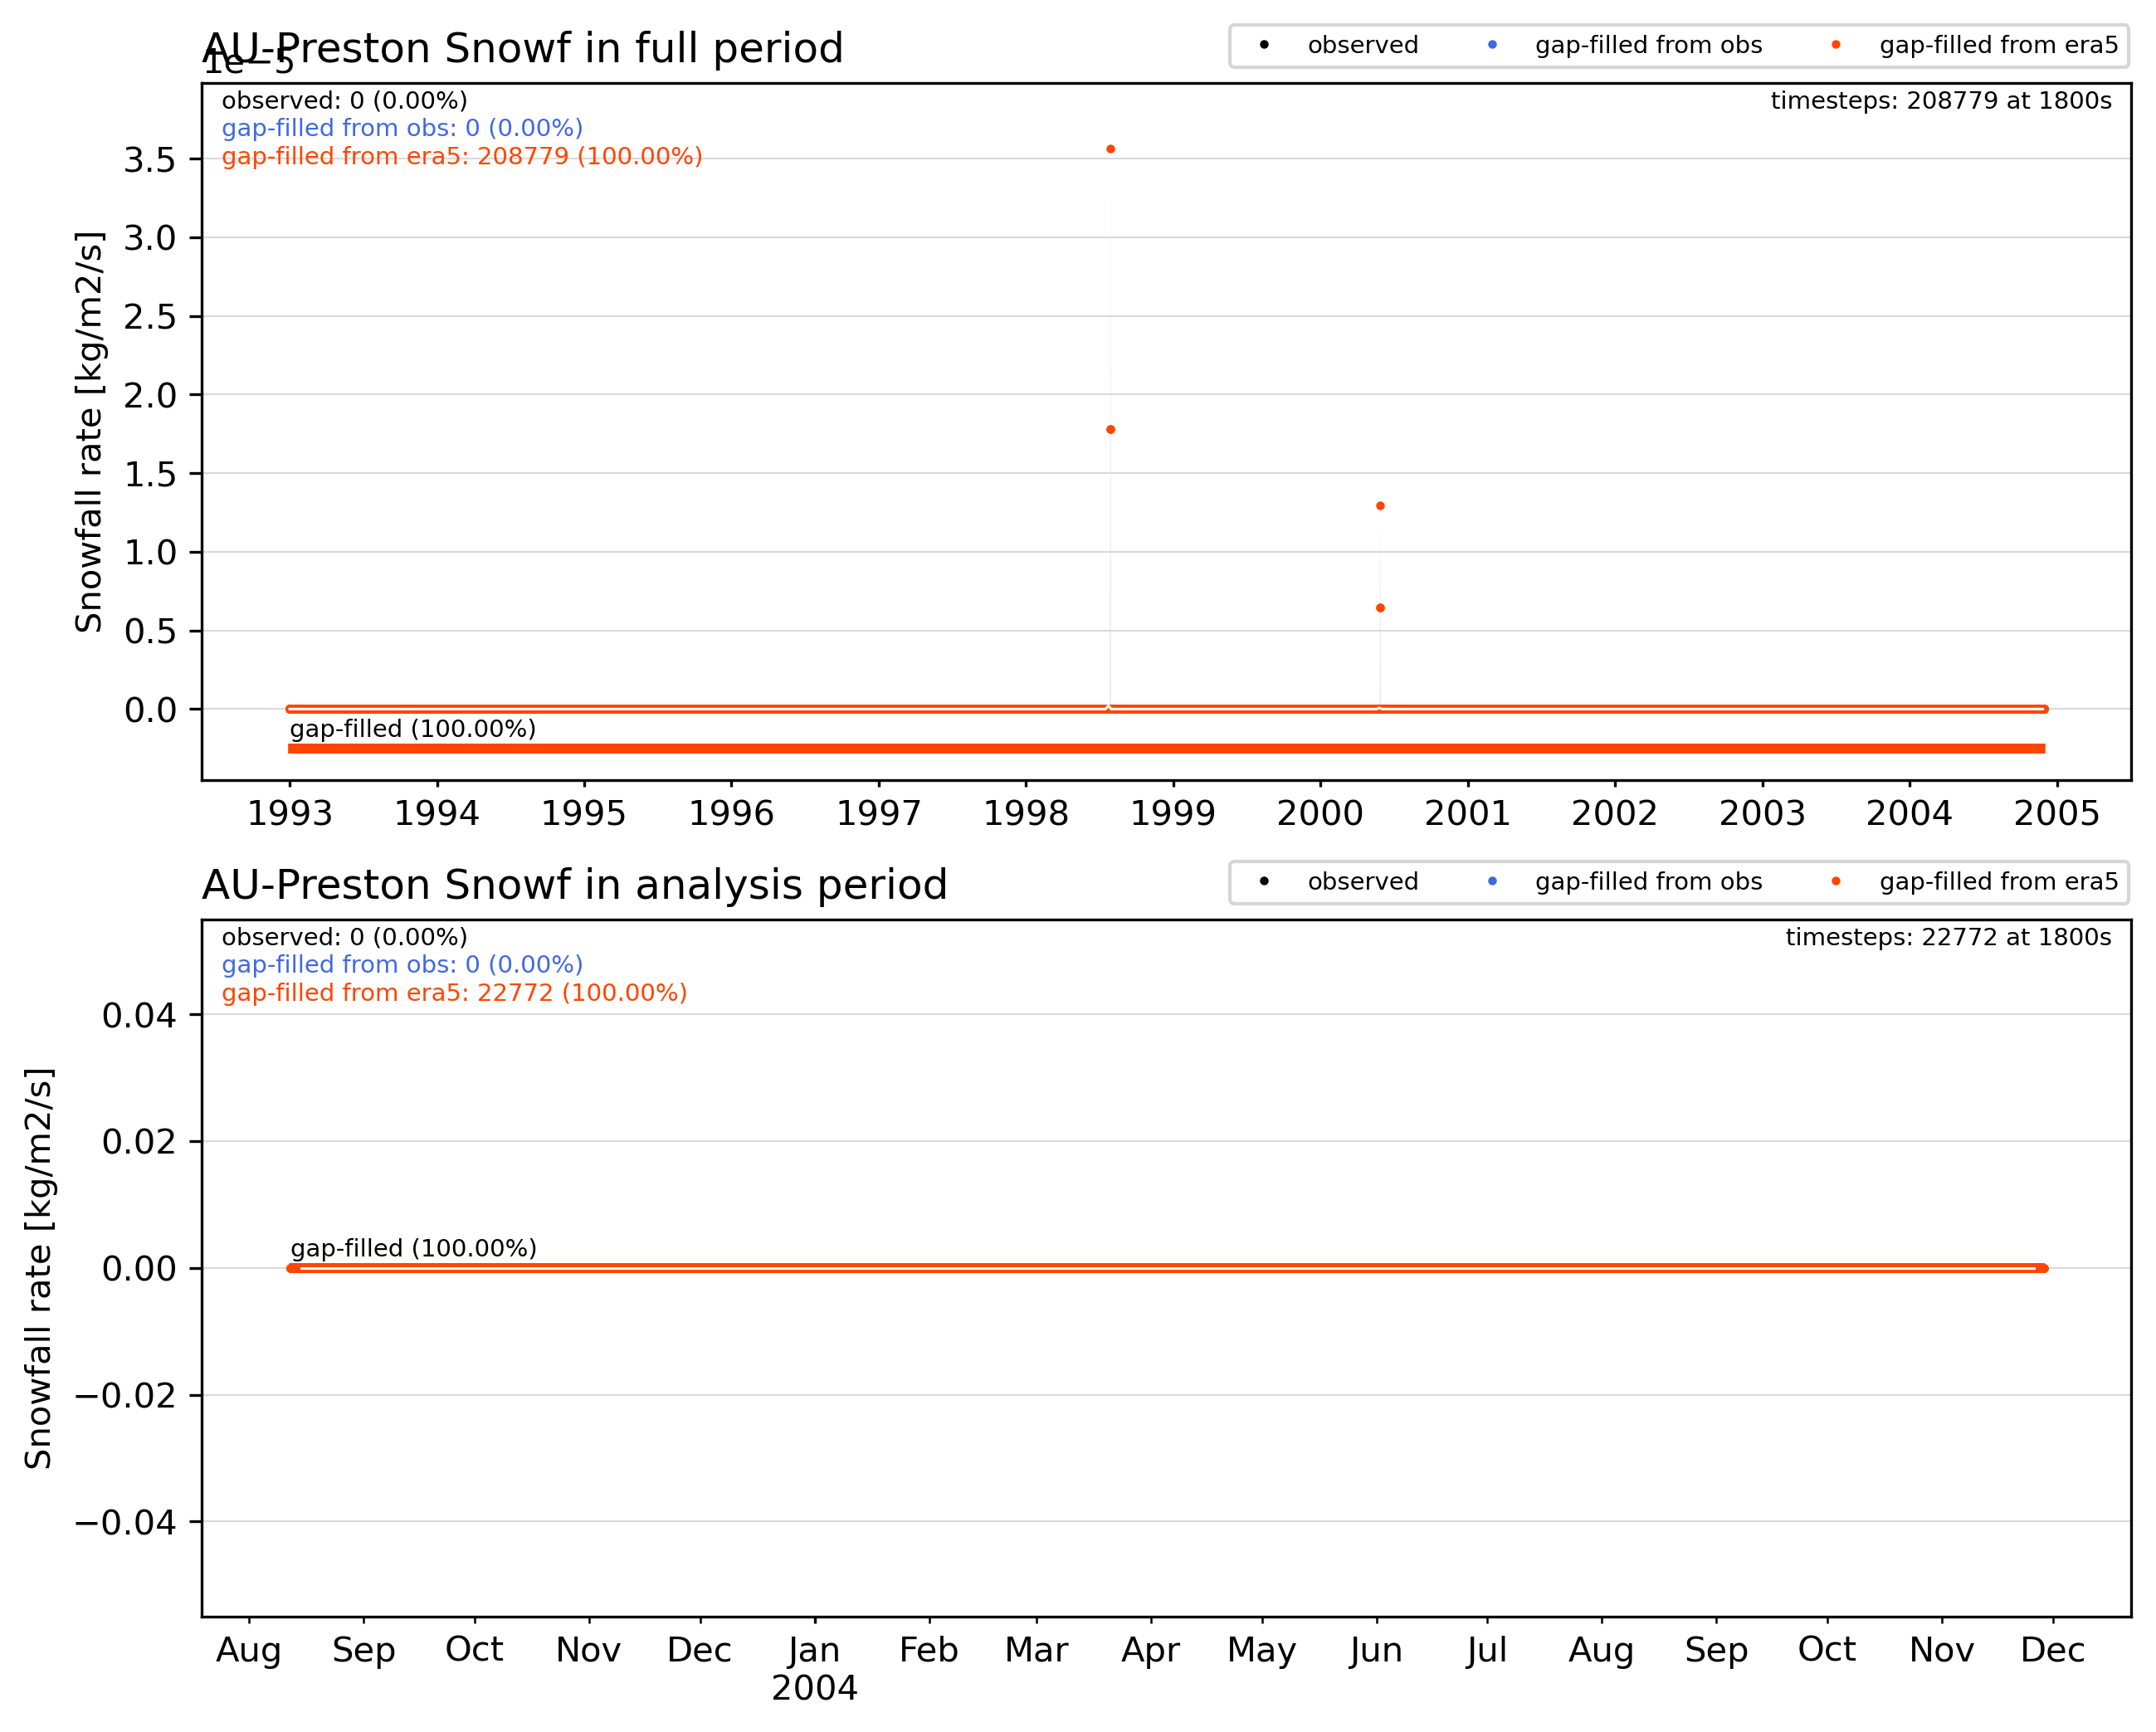 AU-Preston Snowf in full period
observed gap-filled from obs gap-filled from era5
1e−5
observed: 0 (0.00%)
timesteps: 208779 at 1800s
gap-filled from obs: 0 (0.00%)
gap-filled from era5: 208779 (100.00%)
Snowfall rate [kg/m2/s]
3.5
3.0
2.5
2.0
1.5
1.0
0.5
0.0
gap-filled (100.00%)
1993 1994 1995 1996 1997 1998 1999 2000 2001 2002 2003 2004 2005
AU-Preston Snowf in analysis period
observed gap-filled from obs gap-filled from era5
observed: 0 (0.00%)
timesteps: 22772 at 1800s
gap-filled from obs: 0 (0.00%)
gap-filled from era5: 22772 (100.00%)
Snowfall rate [kg/m2/s]
0.04
0.02
gap-filled (100.00%)
0.00
−0.02
−0.04
Aug Sep Oct Nov Dec Jan Feb Mar Apr May Jun Jul Aug Sep Oct Nov Dec
2004